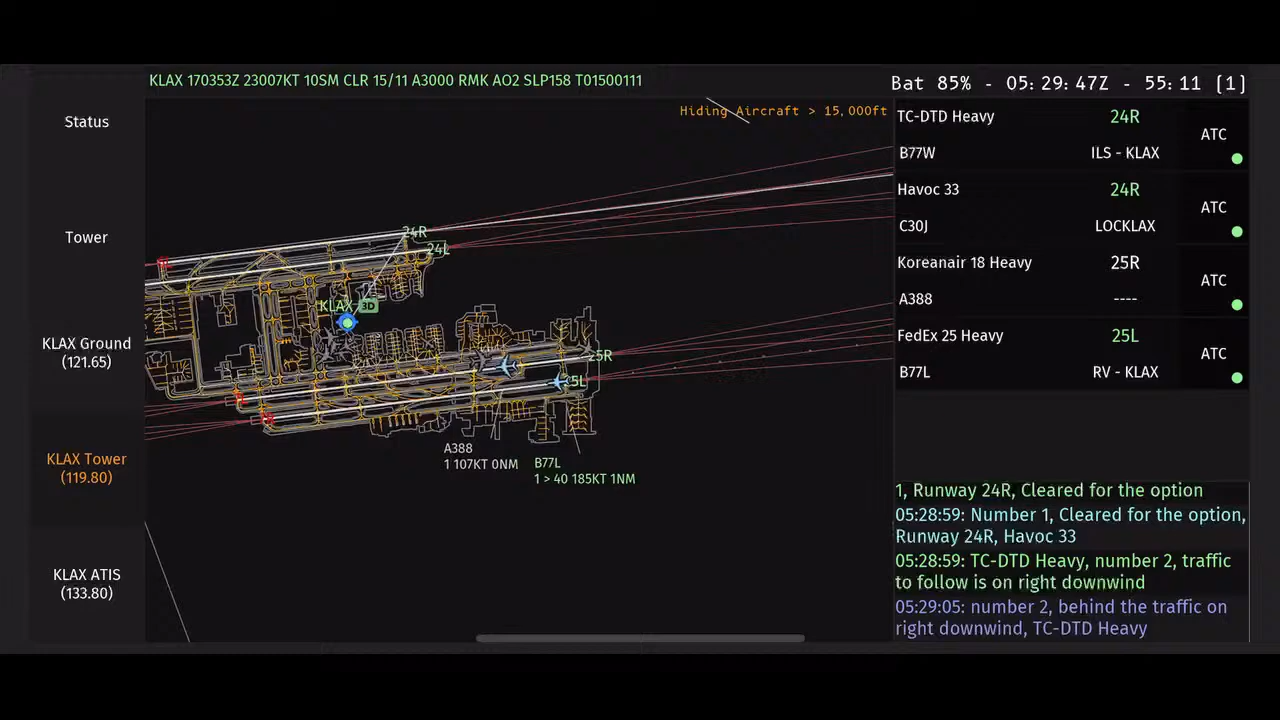 KLAX 170353Z 23007KT 10SM CLR 15/11 A3000 RMK AO2 SLP158 T01500111
Bat 85% - 05:29:47Z - 55:11 [1]
Status
Tower
KLAX Ground
(121.65)
KLAX Tower
(119.80)
KLAX ATIS
(133.80)
Hiding Aircraft > 15,000ft
24R
24L
KLAX 3D
25R
25L
A388
1 107KT 0NM
B77L
1 > 40 185KT 1NM
TC-DTD Heavy 24R ATC
B77W ILS - KLAX
Havoc 33 24R ATC
C30J LOCKLAX
Koreanair 18 Heavy 25R ATC
A388 ----
FedEx 25 Heavy 25L ATC
B77L RV - KLAX
1, Runway 24R, Cleared for the option
05:28:59: Number 1, Cleared for the option,
Runway 24R, Havoc 33
05:28:59: TC-DTD Heavy, number 2, traffic
to follow is on right downwind
05:29:05: number 2, behind the traffic on
right downwind, TC-DTD Heavy